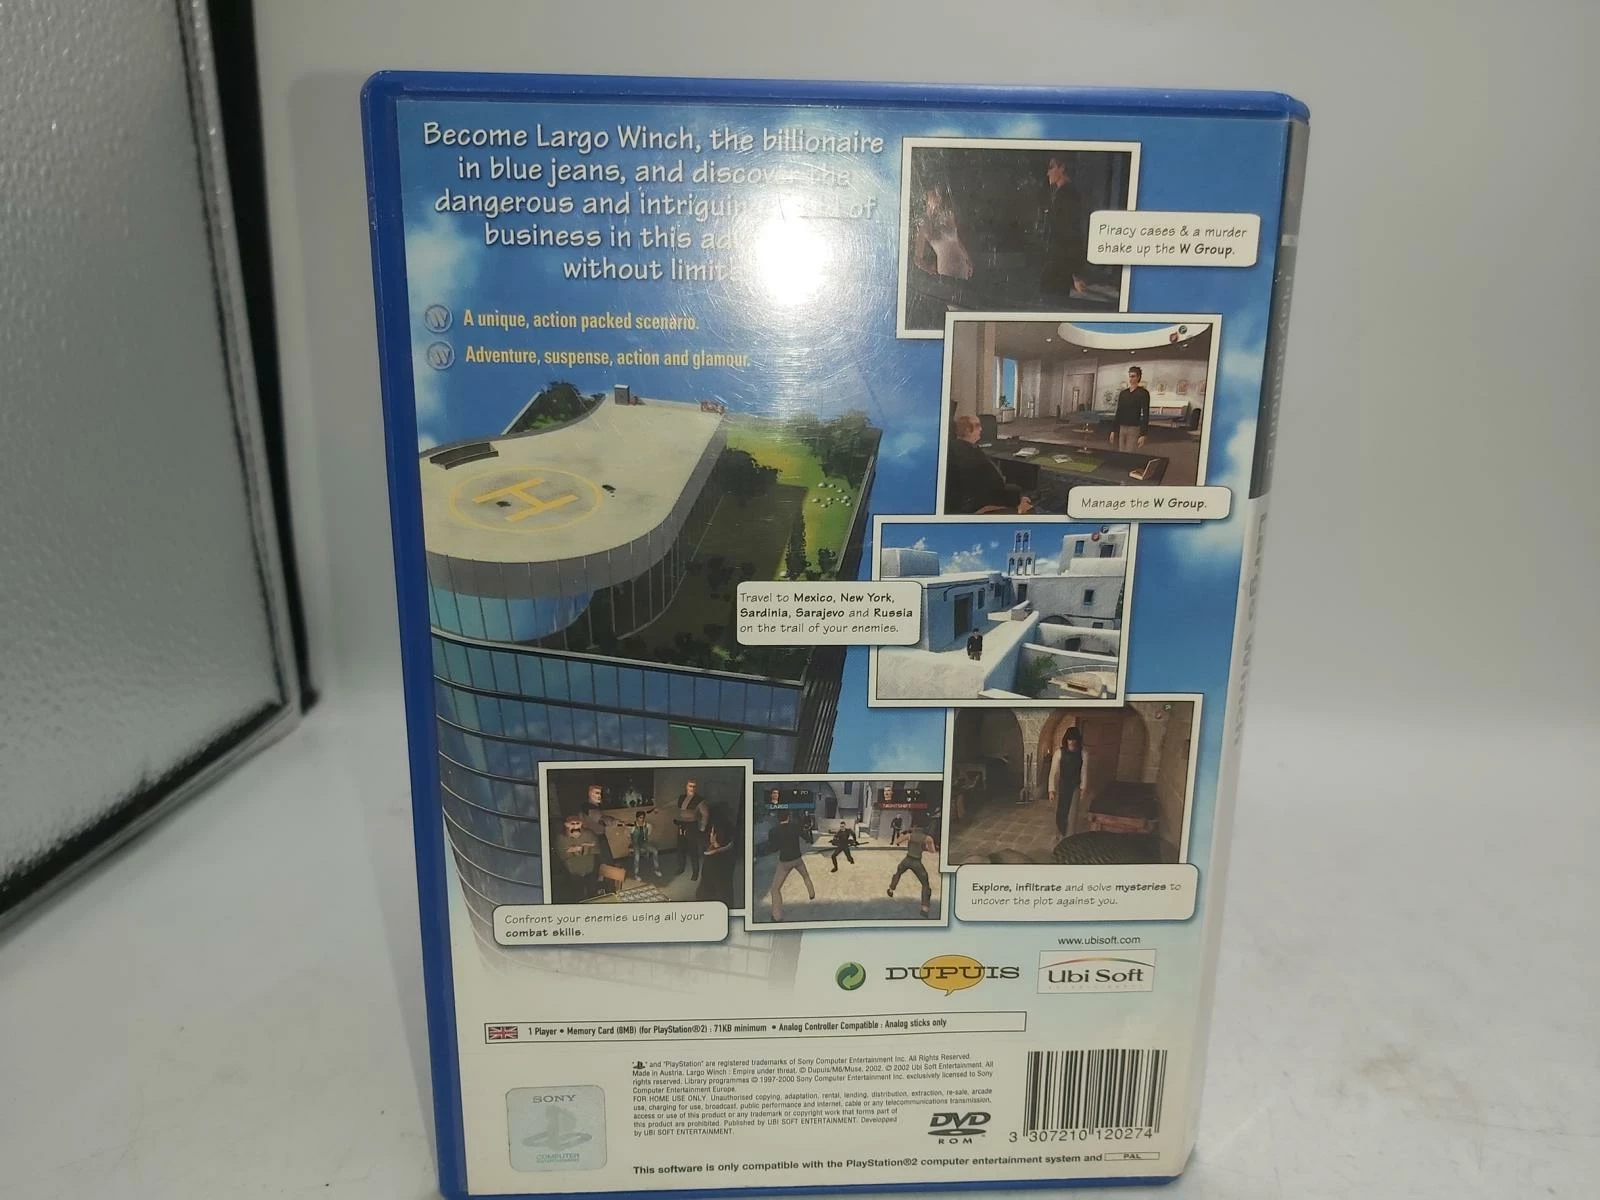 Become Largo Winch, the billionaire
in blue jeans, and discover the
dangerous and intriguing of
business in this
without limits
A unique, action packed scenario.
Adventure, suspense, action and glamour.
Piracy cases & a murder
shake up the W Group.
Manage the W Group.
Travel to Mexico, New York,
Sardinia, Sarajevo and Russia
on the trail of your enemies.
LARGO
NIGHTSHIFT
Explore, infiltrate and solve mysteries to
uncover the plot against you.
Confront your enemies using all your
combat skills.
www.ubisoft.com
DUPUIS
Ubi Soft
ENTERTAINMENT
1 Player • Memory Card (8MB) (for PlayStation®2) : 71KB minimum • Analog Controller Compatible : Analog sticks only
" " and "PlayStation" are registered trademarks of Sony Computer Entertainment Inc. All Rights Reserved.
Made in Austria. Largo Winch : Empire under threat. © Dupuis/M6/Muse, 2002. © 2002 Ubi Soft Entertainment. All
rights reserved. Library programmes © 1997-2000 Sony Computer Entertainment Inc. exclusively licensed to Sony
Computer Entertainment Europe.
FOR HOME USE ONLY. Unauthorised copying, adaptation, rental, lending, distribution, extraction, re-sale, arcade
use, charging for use, broadcast, public performance and internet, cable or any telecommunications transmission,
access or use of this product or any trademark or copyright work that forms part of
this product are prohibited. Published by UBI SOFT ENTERTAINMENT. Developped
by UBI SOFT ENTERTAINMENT.
SONY
COMPUTER
ENTERTAINMENT
DVD
ROM
3 307210 120274
This software is only compatible with the PlayStation®2 computer entertainment system and PAL
PlayStation 2
Largo Winch